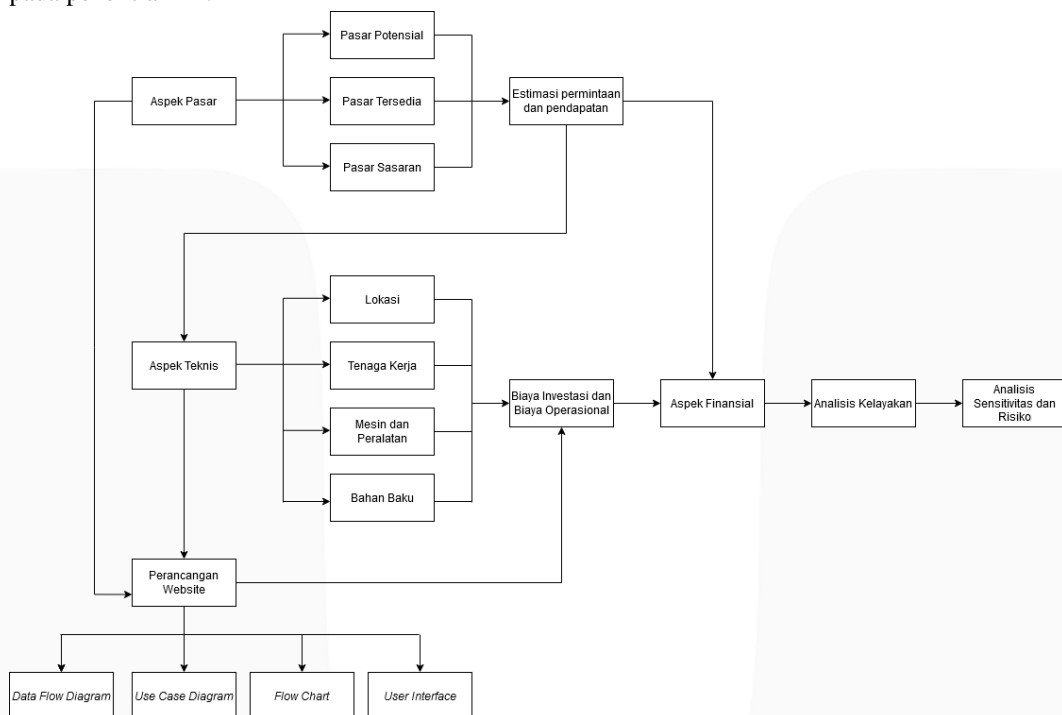 Pasar Potensial
Aspek Pasar
Pasar Tersedia
Estimasi permintaan
dan pendapatan
Pasar Sasaran
Lokasi
Aspek Teknis
Tenaga Kerja
Mesin dan
Peralatan
Bahan Baku
Biaya Investasi dan
Biaya Operasional
Aspek Finansial
Analisis Kelayakan
Analisis
Sensitivitas dan
Risiko
Perancangan
Website
Data Flow Diagram
Use Case Diagram
Flow Chart
User Interface